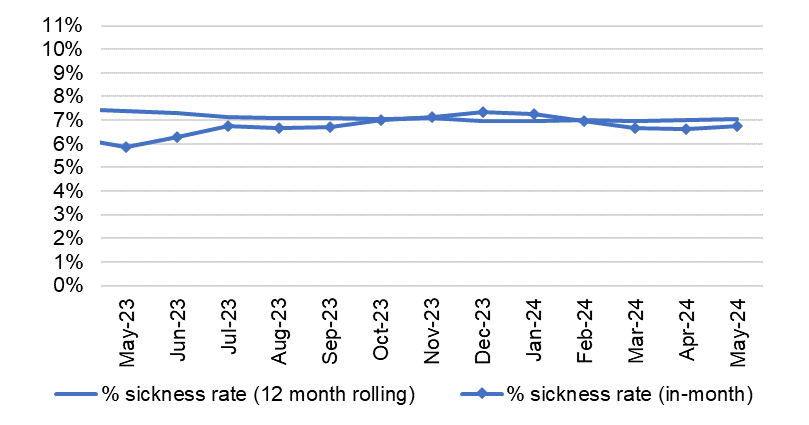 11%
10%
9%
8%
7%
6%
5%
4%
3%
2%
1%
0%
May-23
Jun-23
Jul-23
Aug-23
Sep-23
Oct-23
Nov-23
Dec-23
Jan-24
Feb-24
Mar-24
Apr-24
May-24
% sickness rate (12 month rolling)
% sickness rate (in-month)